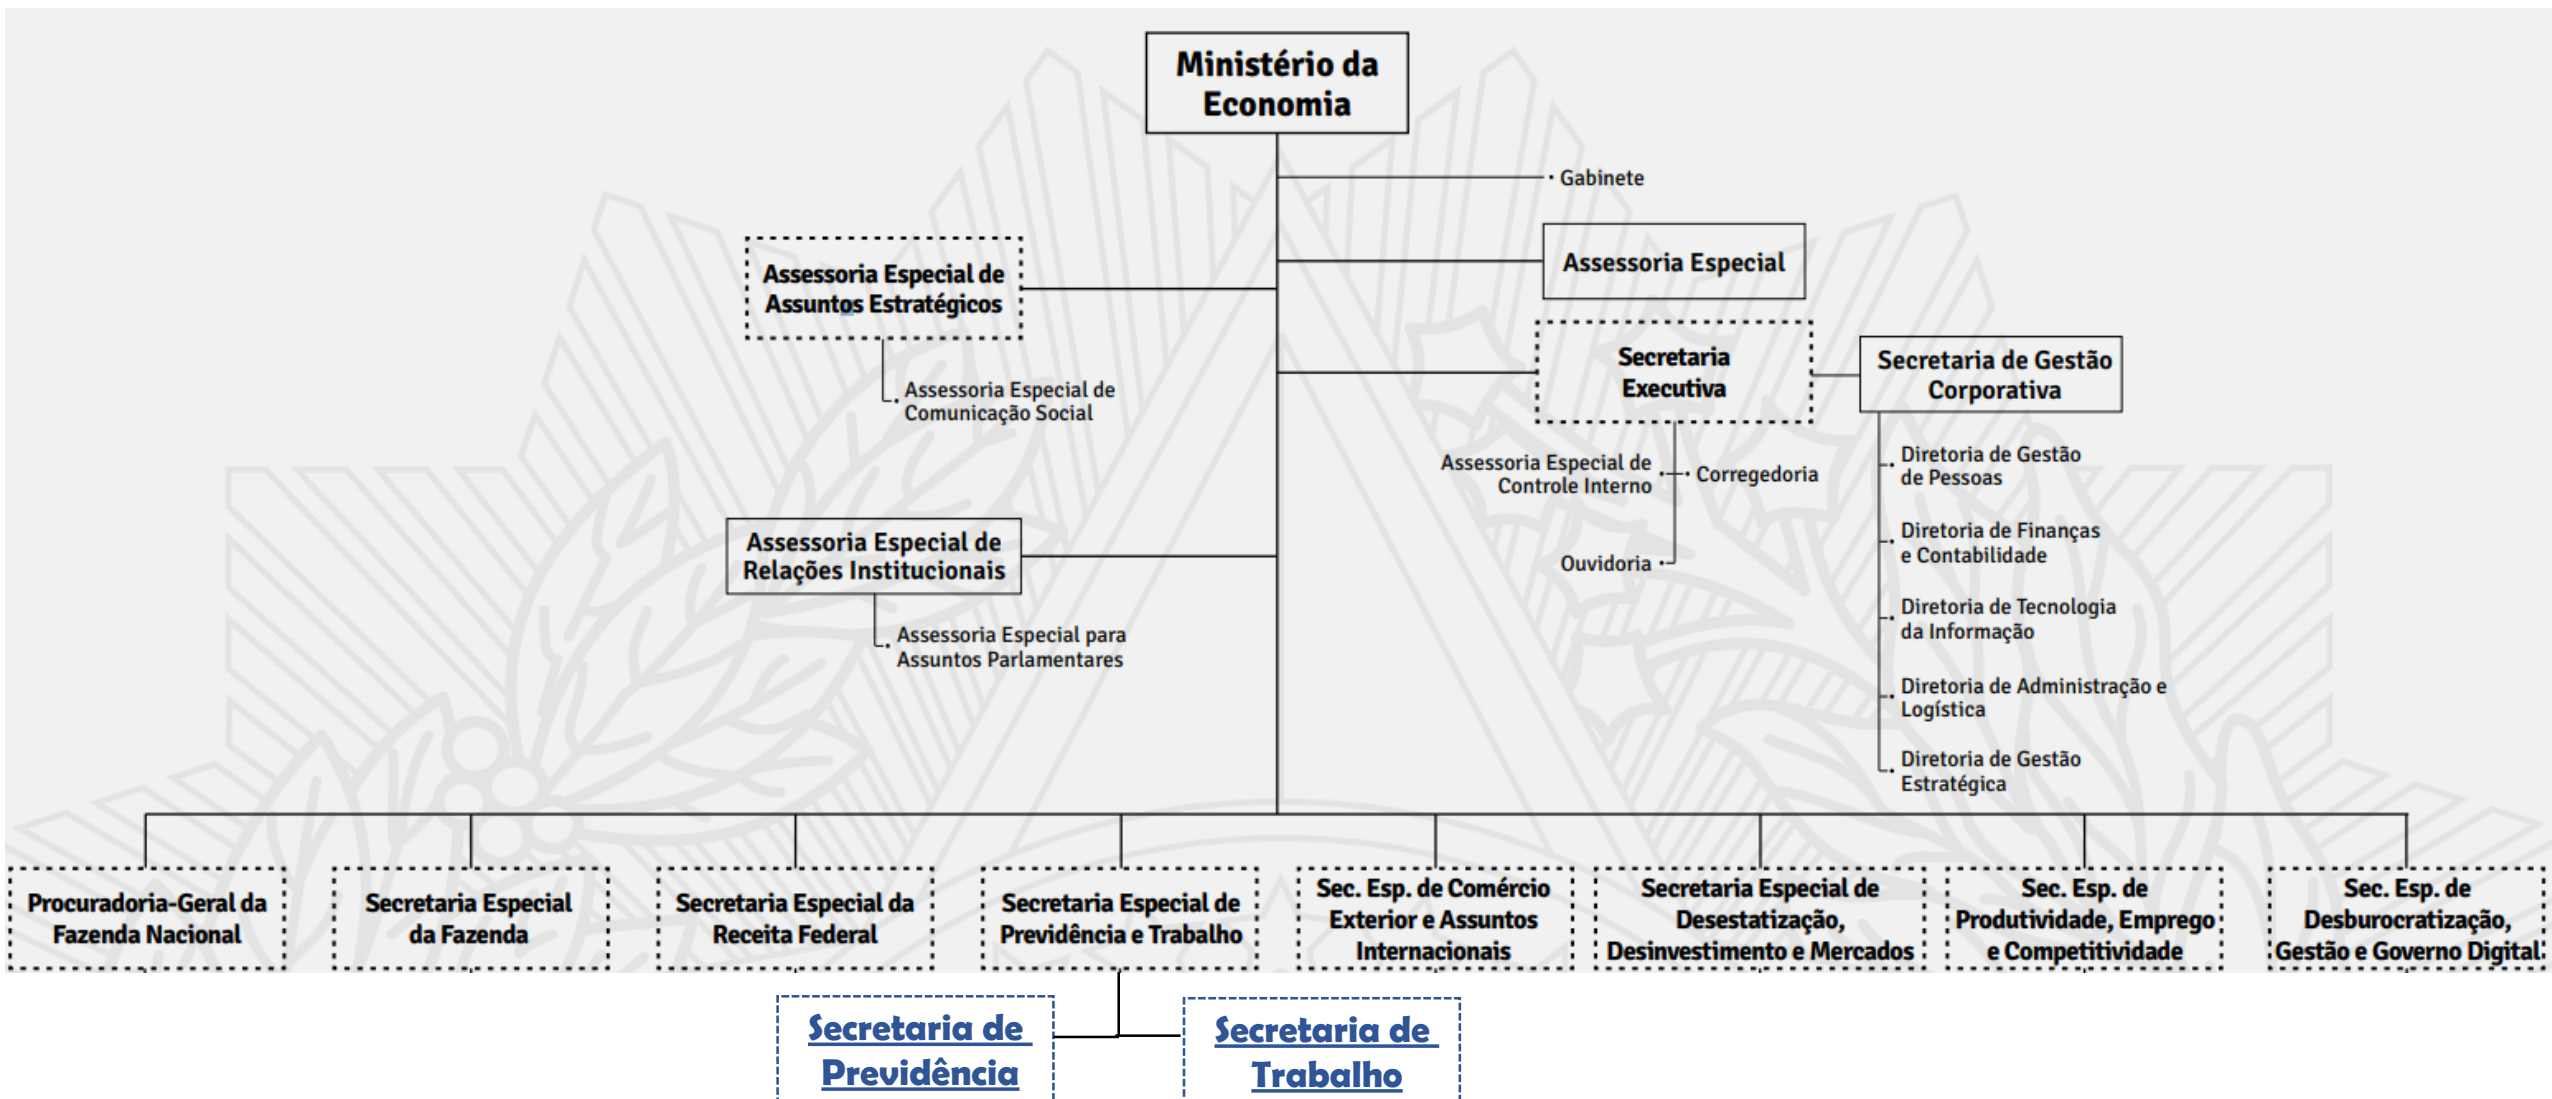 Ministério da
Economia
Gabinete
Assessoria Especial
Assessoria Especial de
Assuntos Estratégicos
Assessoria Especial de
Comunicação Social
Secretaria
Executiva
Secretaria de Gestão
Corporativa
Assessoria Especial de
Controle Interno
Corregedoria
Ouvidoria
Diretoria de Gestão
de Pessoas
Diretoria de Finanças
e Contabilidade
Diretoria de Tecnologia
da Informação
Diretoria de Administração e
Logística
Diretoria de Gestão
Estratégica
Assessoria Especial de
Relações Institucionais
Assessoria Especial para
Assuntos Parlamentares
Procuradoria-Geral da
Fazenda Nacional
Secretaria Especial
da Fazenda
Secretaria Especial da
Receita Federal
Secretaria Especial de
Previdência e Trabalho
Sec. Esp. de Comércio
Exterior e Assuntos
Internacionais
Secretaria Especial de
Desestatização,
Desinvestimento e Mercados
Sec. Esp. de
Produtividade, Emprego
e Competitividade
Sec. Esp. de
Desburocratização,
Gestão e Governo Digital
Secretaria de
Previdência
Secretaria de
Trabalho